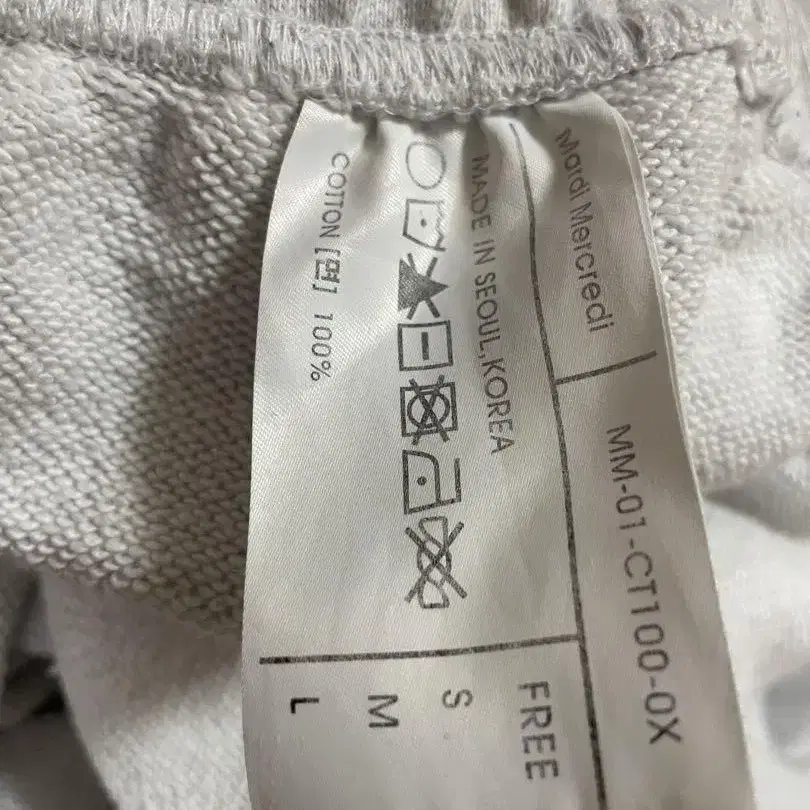 Mardi Mercredi
MM-01-CT100-0X
MADE IN SEOUL,KOREA
COTTON [면] 100%
FREE
S
M
L